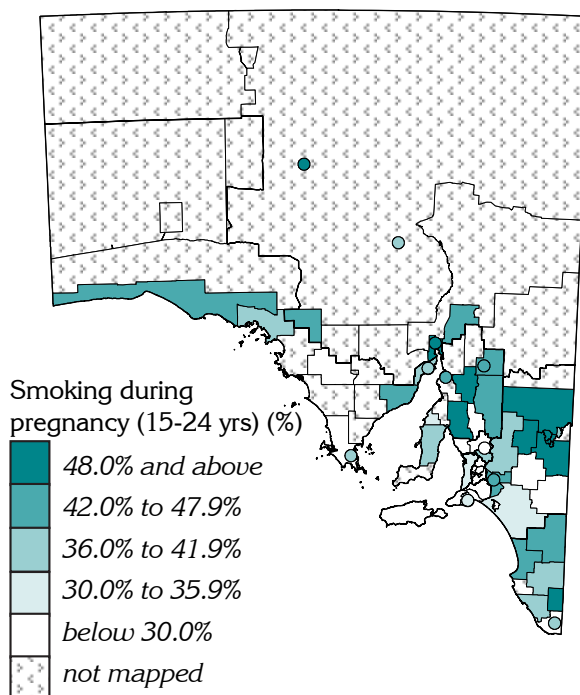 Smoking during
pregnancy (15-24 yrs) (%)
48.0% and above
42.0% to 47.9%
36.0% to 41.9%
30.0% to 35.9%
below 30.0%
not mapped